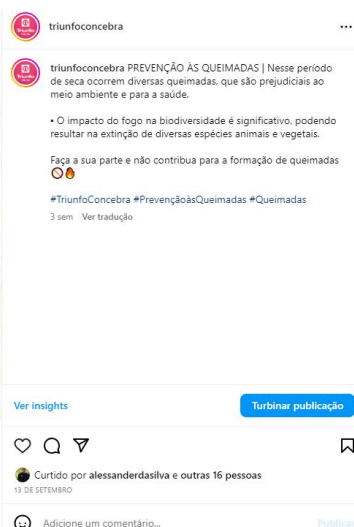 triunfoconcebra
triunfoconcebra PREVENÇÃO ÀS QUEIMADAS | Nesse período
de seca ocorrem diversas queimadas, que são prejudiciais ao
meio ambiente e para a saúde.
• O impacto do fogo na biodiversidade é significativo, podendo
resultar na extinção de diversas espécies animais e vegetais.
Faça a sua parte e não contribua para a formação de queimadas
🚫🔥
#TriunfoConcebra #PrevençãoàsQueimadas #Queimadas
3 sem Ver tradução
Ver insights
Turbinar publicação
Curtido por alessanderdasilva e outras 16 pessoas
13 DE SETEMBRO
Adicione um comentário...
Publicar